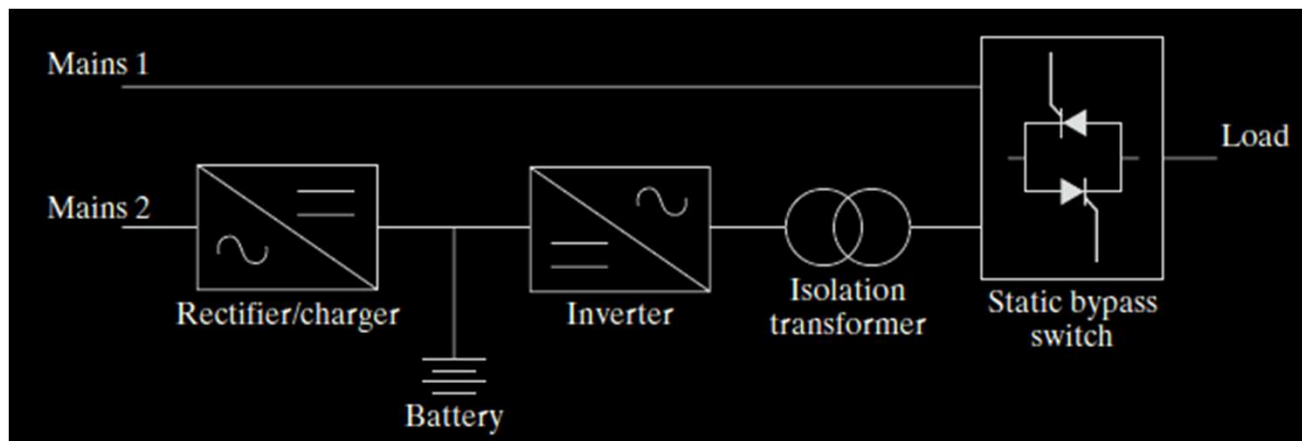 Mains 1
Load
Mains 2
Rectifier/charger
Inverter
Isolation
transformer
Static bypass
switch
Battery